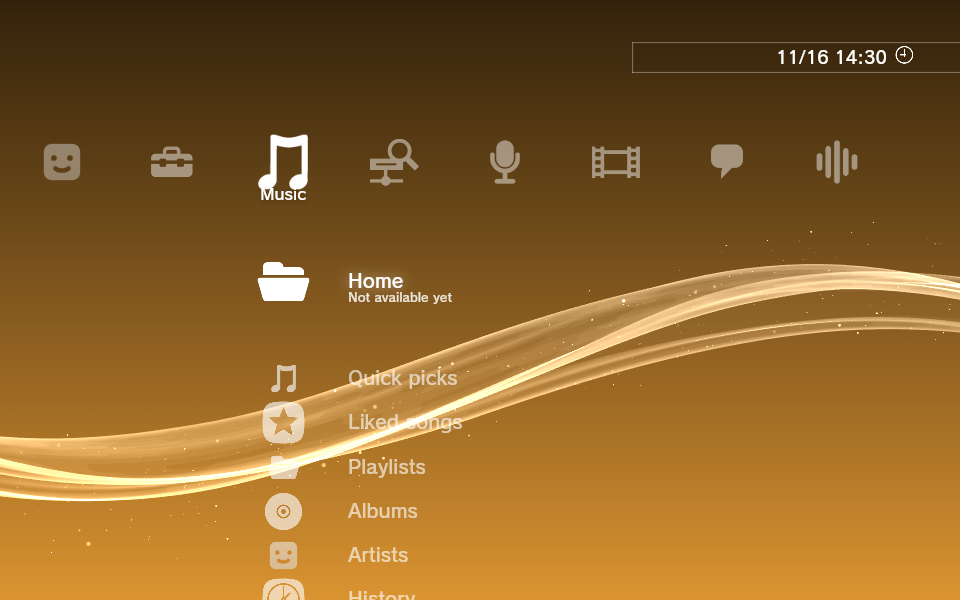 11/16 14:30
Music
Home
Not available yet
Quick picks
Liked songs
Playlists
Albums
Artists
History